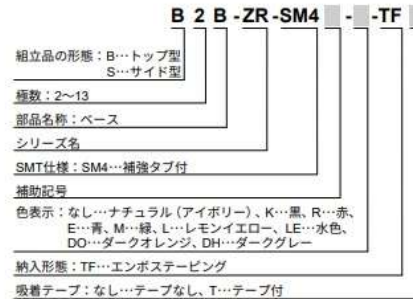 B 2 B -ZR -SM4 - -TF
組立品の形態：B…トップ型
S…サイド型
極数：2～13
部品名称：ベース
シリーズ名
SMT仕様：SM4…補強タブ付
補助記号
色表示：なし…ナチュラル（アイボリー）、K…黒、R…赤、
E…青、M…緑、L…レモンイエロー、LE…水色、
DO…ダークオレンジ、DH…ダークグレー
納入形態：TF…エンボステーピング
吸着テープ：なし…テープなし、T…テープ付